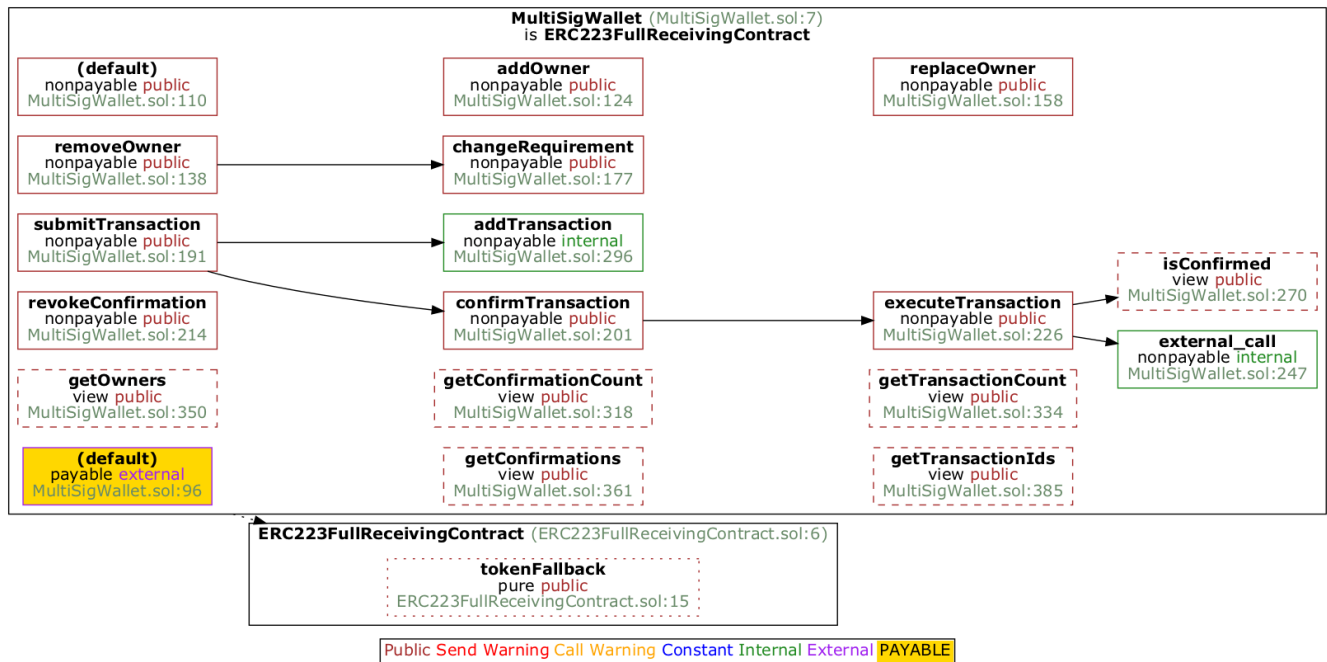 MultiSigWallet (MultiSigWallet.sol:7)
is ERC223FullReceivingContract
(default)
nonpayable public
MultiSigWallet.sol:110
addOwner
nonpayable public
MultiSigWallet.sol:124
replaceOwner
nonpayable public
MultiSigWallet.sol:158
removeOwner
nonpayable public
MultiSigWallet.sol:138
changeRequirement
nonpayable public
MultiSigWallet.sol:177
submitTransaction
nonpayable public
MultiSigWallet.sol:191
addTransaction
nonpayable internal
MultiSigWallet.sol:296
isConfirmed
view public
MultiSigWallet.sol:270
revokeConfirmation
nonpayable public
MultiSigWallet.sol:214
confirmTransaction
nonpayable public
MultiSigWallet.sol:201
executeTransaction
nonpayable public
MultiSigWallet.sol:226
external_call
nonpayable internal
MultiSigWallet.sol:247
getOwners
view public
MultiSigWallet.sol:350
getConfirmationCount
view public
MultiSigWallet.sol:318
getTransactionCount
view public
MultiSigWallet.sol:334
(default)
payable external
MultiSigWallet.sol:96
getConfirmations
view public
MultiSigWallet.sol:361
getTransactionIds
view public
MultiSigWallet.sol:385
ERC223FullReceivingContract (ERC223FullReceivingContract.sol:6)
tokenFallback
pure public
ERC223FullReceivingContract.sol:15
Public Send Warning Call Warning Constant Internal External PAYABLE